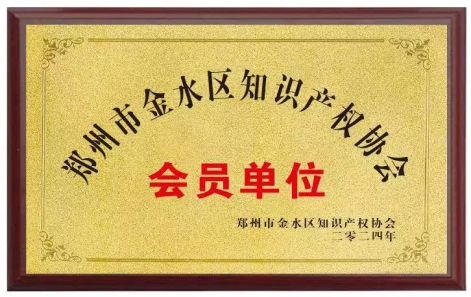 郑州市金水区知识产权协会
会员单位
郑州市金水区知识产权协会
二零二四年